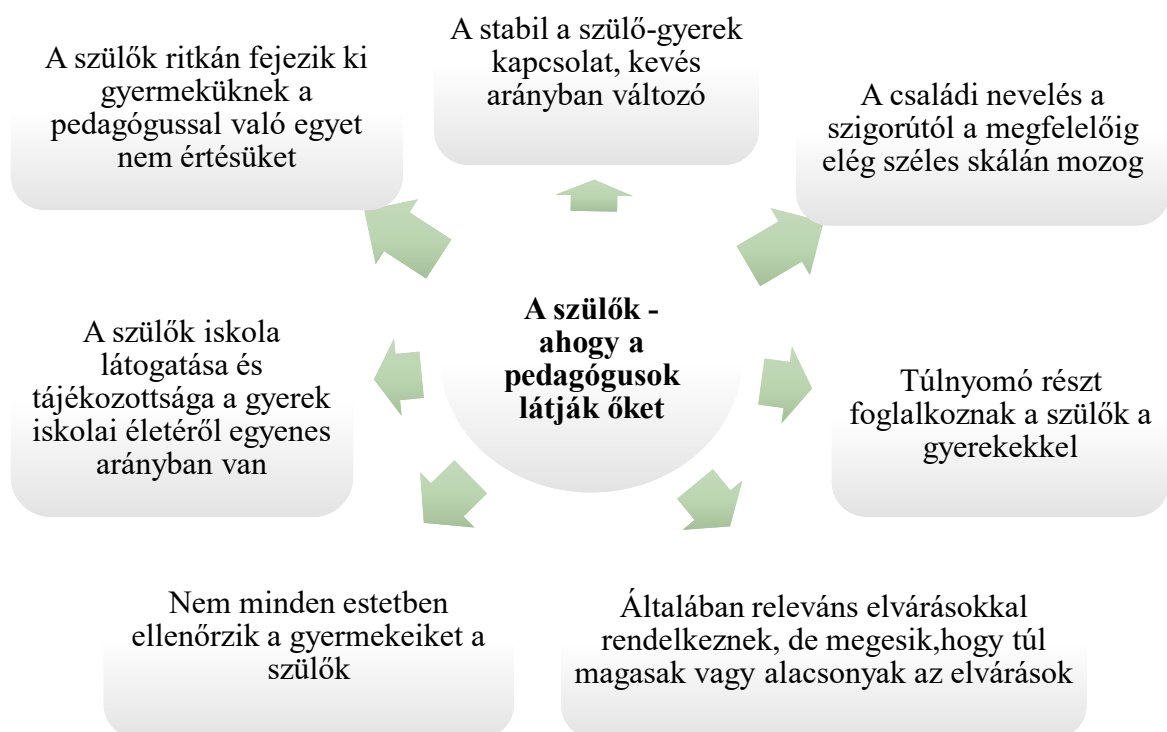 A szülők ritkán fejezik ki
gyermeküknek a
pedagógussal való egyet
nem értésüket
A stabil a szülő-gyerek
kapcsolat, kevés
arányban változó
A családi nevelés a
szigorútól a megfelelőig
elég széles skálán mozog
A szülők -
ahogy a
pedagógusok
látják őket
A szülők iskola
látogatása és
tájékozottsága a gyerek
iskolai életéről egyenes
arányban van
Túlnyomó részt
foglalkoznak a szülők a
gyerekekkel
Nem minden estetben
ellenőrzik a gyermekeiket a
szülők
Általában releváns elvárásokkal
rendelkeznek, de megesik,hogy túl
magasak vagy alacsonyak az elvárások